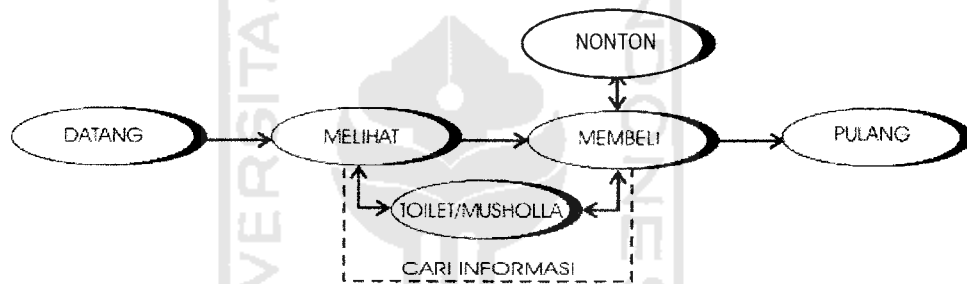 NONTON
DATANG
MELIHAT
MEMBELI
PULANG
TOILET/MUSHOLLA
CARI INFORMASI